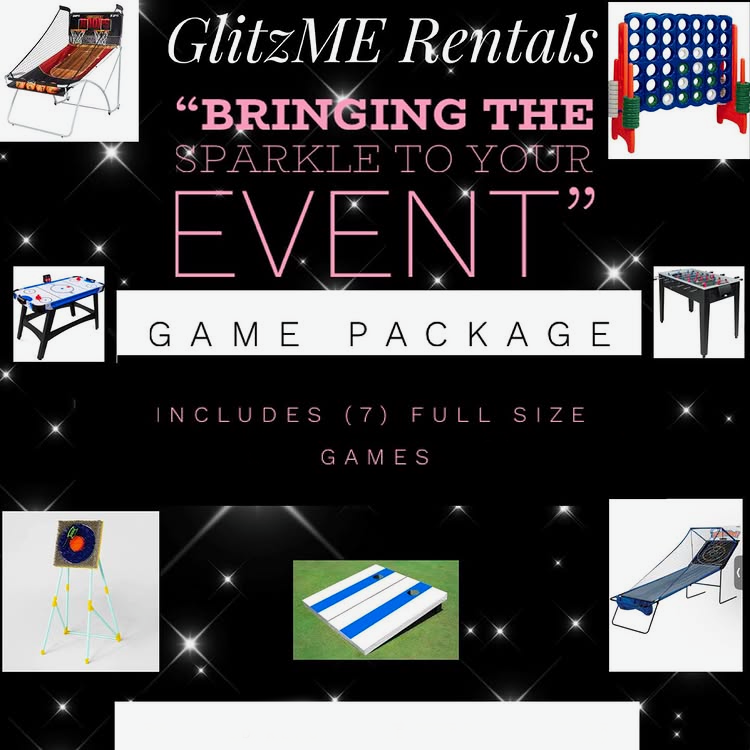 GlitzME Rentals
“BRINGING THE
SPARKLE TO YOUR
EVENT”
GAME PACKAGE
INCLUDES (7) FULL SIZE
GAMES